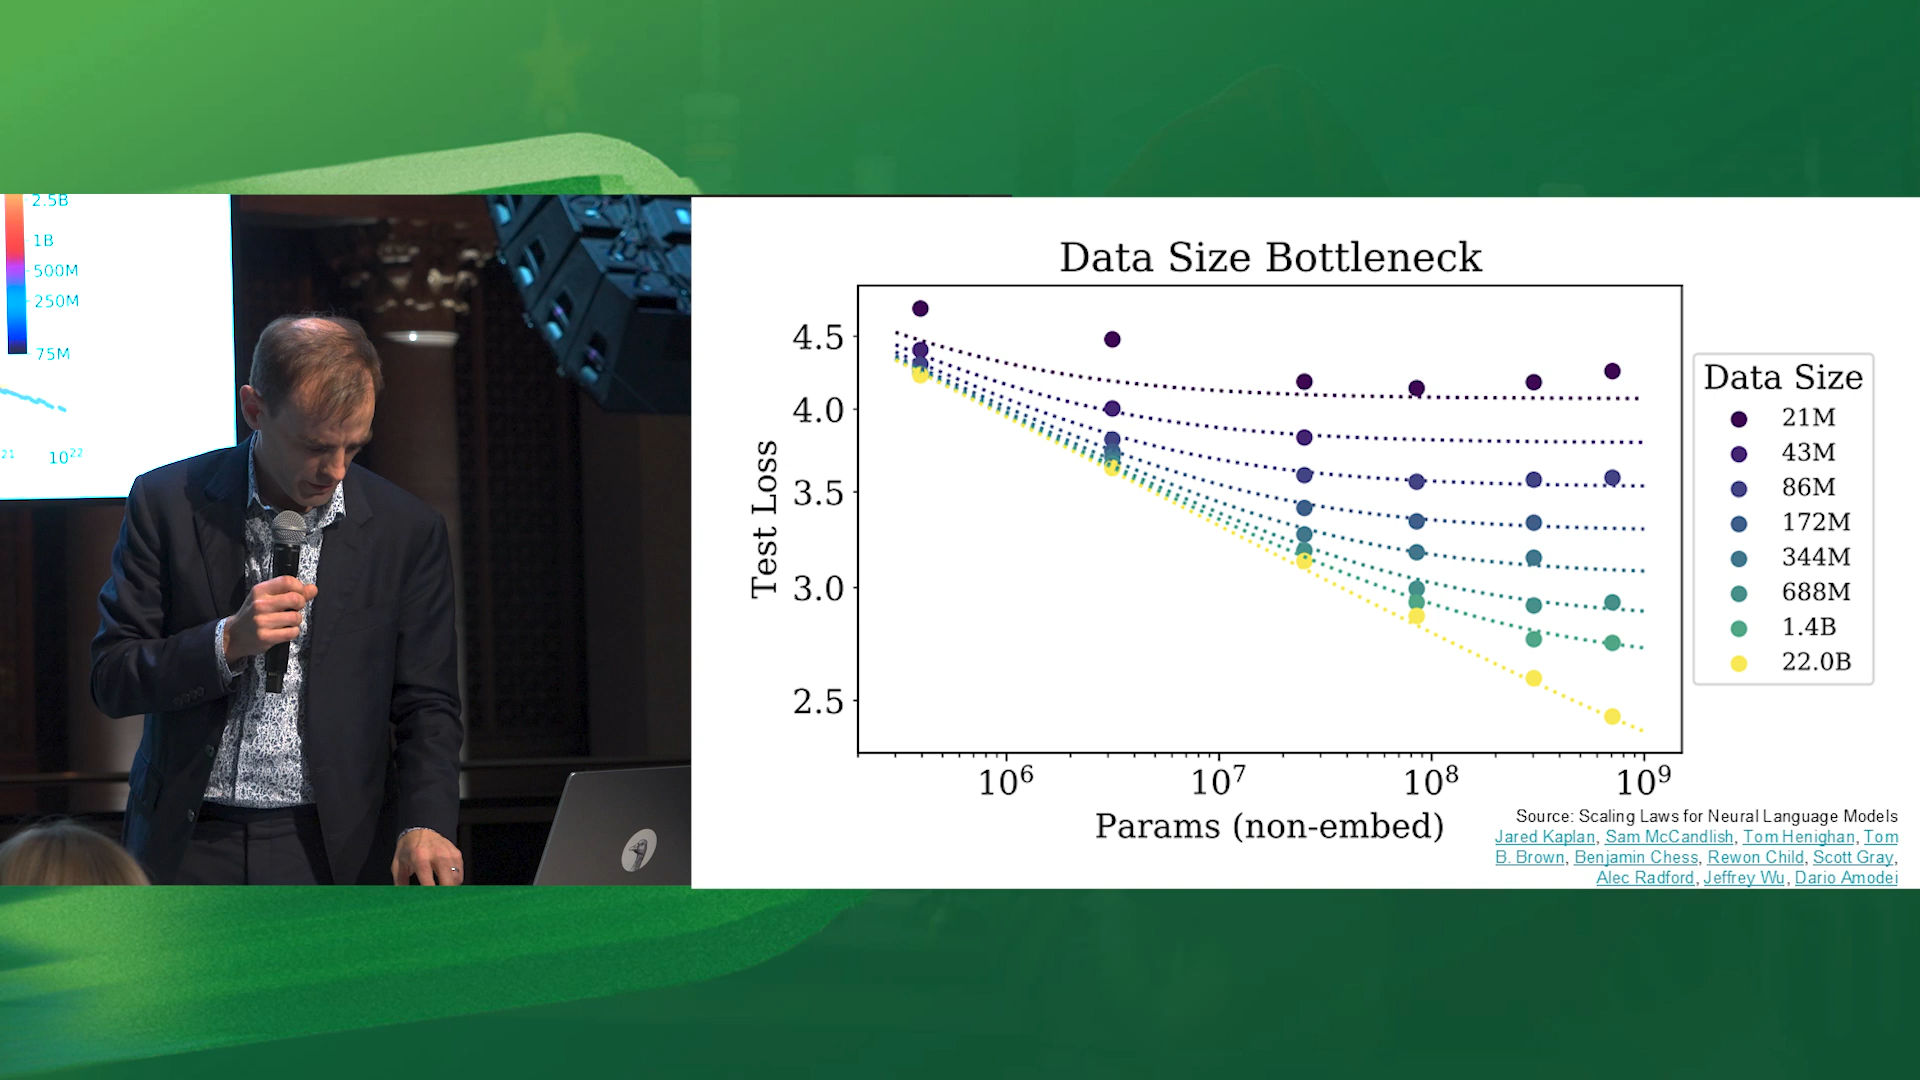 2.5B
1B
500M
250M
75M
21
10²²
Data Size Bottleneck
4.5
4.0
3.5
3.0
2.5
Test Loss
10⁶ 10⁷ 10⁸ 10⁹
Params (non-embed)
Data Size
21M
43M
86M
172M
344M
688M
1.4B
22.0B
Source: Scaling Laws for Neural Language Models
Jared Kaplan, Sam McCandlish, Tom Henighan, Tom
B. Brown, Benjamin Chess, Rewon Child, Scott Gray,
Alec Radford, Jeffrey Wu, Dario Amodei